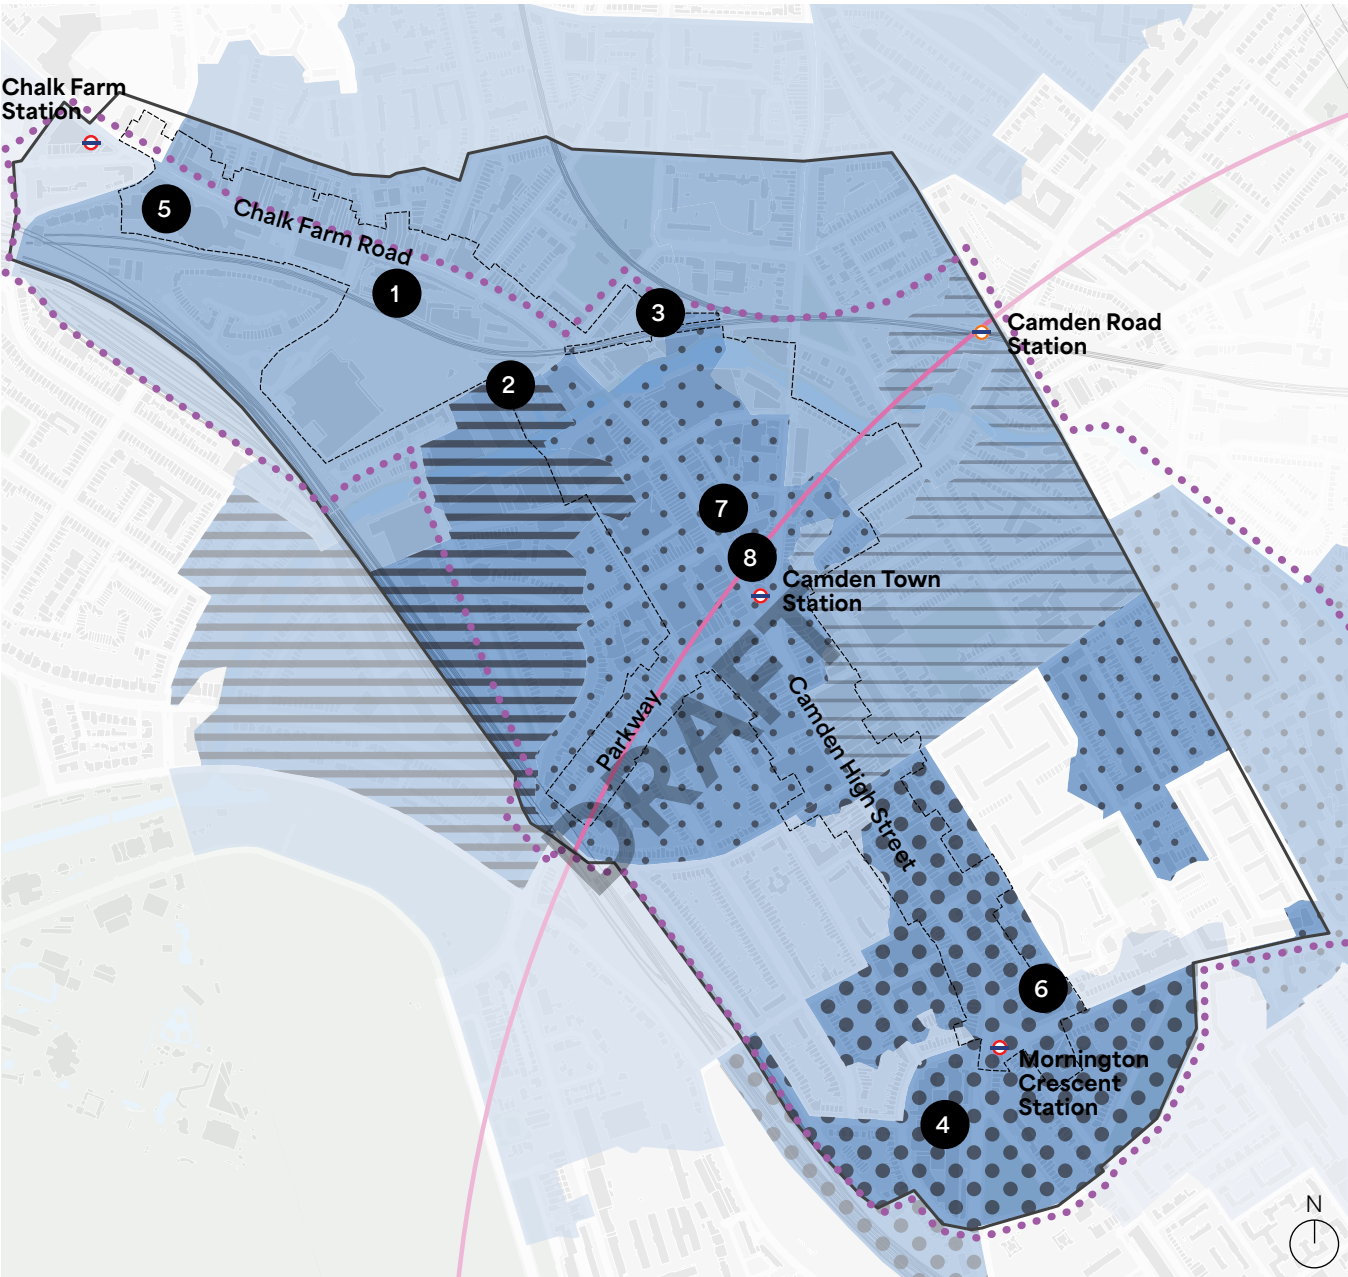 Chalk Farm
Station
5
Chalk Farm Road
1
3
Camden Road
Station
2
7
8
Camden Town
Station
DRAFT
Parkway
Camden High Street
6
Mornington
Crescent
Station
4
N